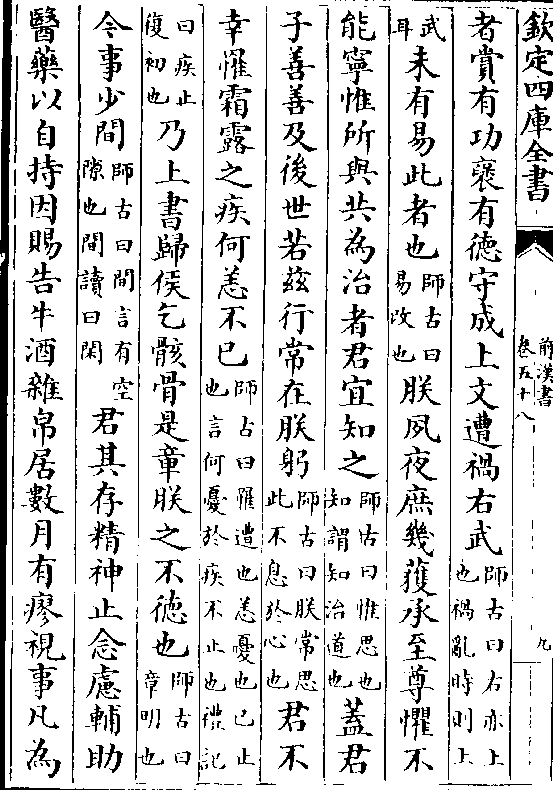 欽定四庫全書
前漢書
卷五十八
九
者賞有功褒有德守成上文遭禍右武師古曰右亦上也禍亂時則上
武耳未有易此者也師古曰易改也朕夙夜庶幾獲承至尊懼不
能寧惟所與共為治者君宜知之師古曰惟思也知謂知治道也蓋君
子善善及後世若兹行常在朕躬師古曰朕常思此不息於心也君不
幸罹霜露之疾何恙不已師古曰罹遭也恙憂也已止也言何憂於疾不止也禮記
曰疾止復初也乃上書歸侯乞骸骨是章朕之不德也師古曰章明也
今事少間師古曰間言有空隙也間讀曰閑君其存精神止念慮輔助
醫藥以自持因賜告牛酒雜帛居數月有瘳視事凡為